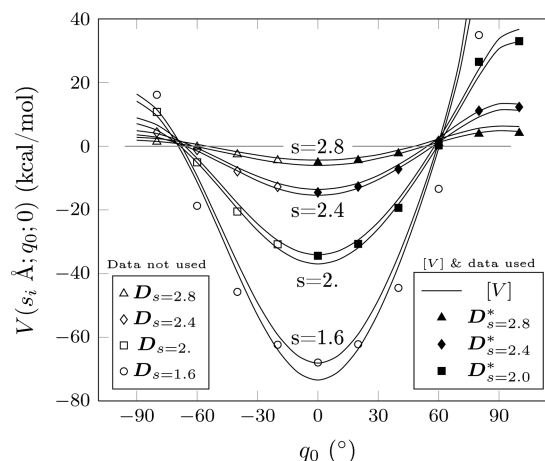 40
20
0
−20
−40
−60
−80
V(s_i Å; q_0; 0) (kcal/mol)
s=2.8
s=2.4
s=2.
s=1.6
Data not used
D_{s=2.8}
D_{s=2.4}
D_{s=2.}
D_{s=1.6}
[V] & data used
[V]
D*_{s=2.8}
D*_{s=2.4}
D*_{s=2.0}
−90 −60 −30 0 30 60 90
q_0 (°)